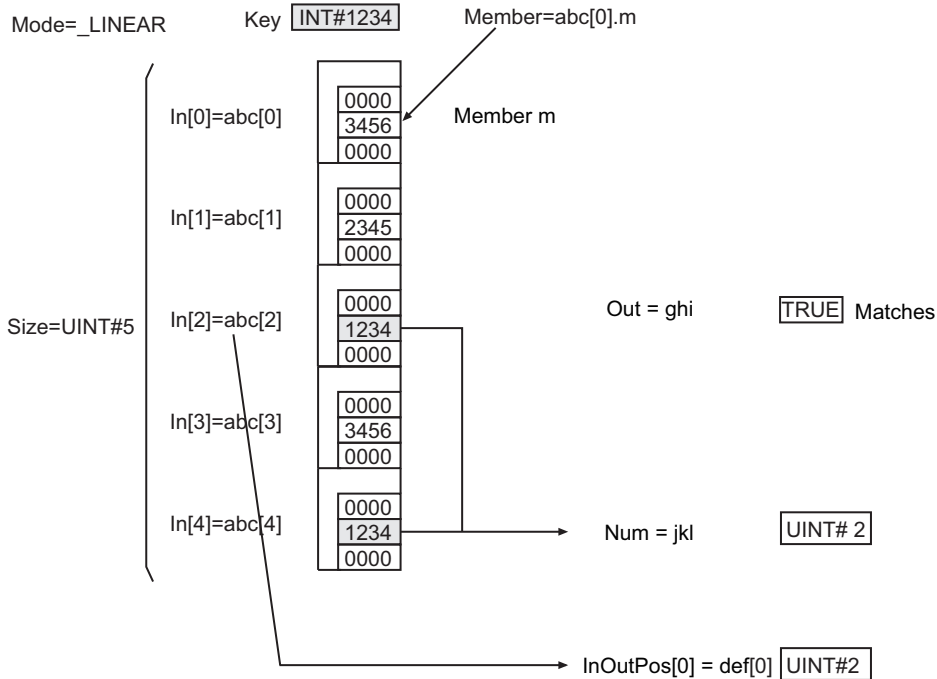 Mode=_LINEAR
Key INT#1234
Member=abc[0].m
Size=UINT#5
In[0]=abc[0]
0000
3456
0000
Member m
In[1]=abc[1]
0000
2345
0000
In[2]=abc[2]
0000
1234
0000
Out = ghi TRUE Matches
In[3]=abc[3]
0000
3456
0000
In[4]=abc[4]
0000
1234
0000
Num = jkl UINT# 2
InOutPos[0] = def[0] UINT#2